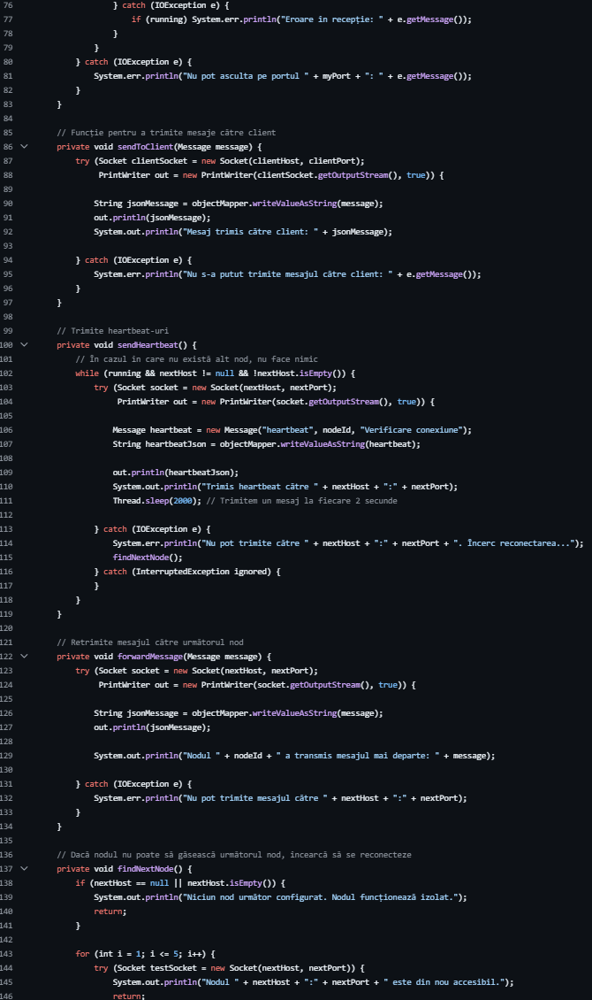 76 } catch (IOException e) {
77 if (running) System.err.println("Eroare în recepție: " + e.getMessage());
78 }
79 }
80 } catch (IOException e) {
81 System.err.println("Nu pot asculta pe portul " + myPort + ": " + e.getMessage());
82 }
83 }
84
85 // Funcție pentru a trimite mesaje către client
86 private void sendToClient(Message message) {
87 try (Socket clientSocket = new Socket(clientHost, clientPort);
88 PrintWriter out = new PrintWriter(clientSocket.getOutputStream(), true)) {
89
90 String jsonMessage = objectMapper.writeValueAsString(message);
91 out.println(jsonMessage);
92 System.out.println("Mesaj trimis către client: " + jsonMessage);
93
94 } catch (IOException e) {
95 System.err.println("Nu s-a putut trimite mesajul către client: " + e.getMessage());
96 }
97 }
98
99 // Trimite heartbeat-uri
100 private void sendHeartbeat() {
101 // În cazul în care nu există alt nod, nu face nimic
102 while (running && nextHost != null && !nextHost.isEmpty()) {
103 try (Socket socket = new Socket(nextHost, nextPort);
104 PrintWriter out = new PrintWriter(socket.getOutputStream(), true)) {
105
106 Message heartbeat = new Message("heartbeat", nodeId, "Verificare conexiune");
107 String heartbeatJson = objectMapper.writeValueAsString(heartbeat);
108
109 out.println(heartbeatJson);
110 System.out.println("Trimis heartbeat către " + nextHost + ":" + nextPort);
111 Thread.sleep(2000); // Trimitem un mesaj la fiecare 2 secunde
112
113 } catch (IOException e) {
114 System.err.println("Nu pot trimite către " + nextHost + ":" + nextPort + ". Încerc reconectarea...");
115 findNextNode();
116 } catch (InterruptedException ignored) {
117 }
118 }
119 }
120
121 // Retrimite mesajul către următorul nod
122 private void forwardMessage(Message message) {
123 try (Socket socket = new Socket(nextHost, nextPort);
124 PrintWriter out = new PrintWriter(socket.getOutputStream(), true)) {
125
126 String jsonMessage = objectMapper.writeValueAsString(message);
127 out.println(jsonMessage);
128
129 System.out.println("Nodul " + nodeId + " a transmis mesajul mai departe: " + message);
130
131 } catch (IOException e) {
132 System.err.println("Nu pot trimite mesajul către " + nextHost + ":" + nextPort);
133 }
134 }
135
136 // Dacă nodul nu poate să găsească următorul nod, încearcă să se reconecteze
137 private void findNextNode() {
138 if (nextHost == null || nextHost.isEmpty()) {
139 System.out.println("Niciun nod următor configurat. Nodul funcționează izolat.");
140 return;
141 }
142
143 for (int i = 1; i <= 5; i++) {
144 try (Socket testSocket = new Socket(nextHost, nextPort)) {
145 System.out.println("Nodul " + nextHost + ":" + nextPort + " este din nou accesibil.");
146 return;